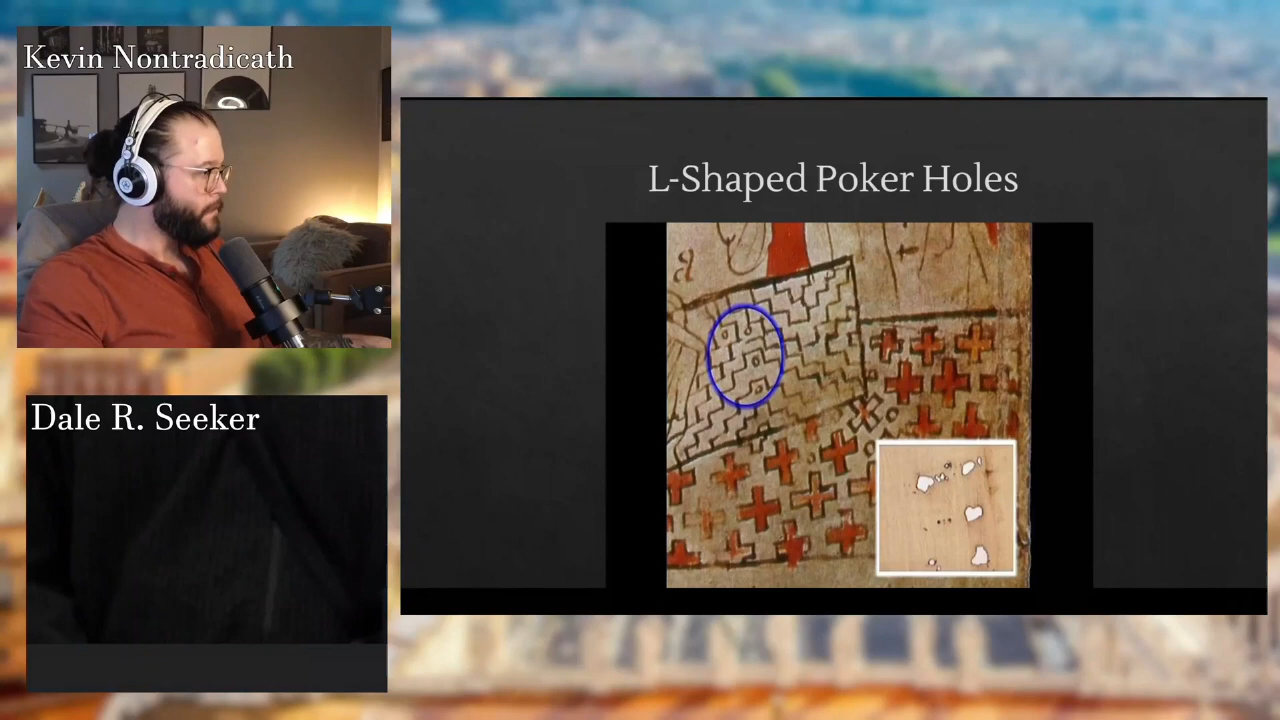 Kevin Nontradicath
Dale R. Seeker
L-Shaped Poker Holes
a